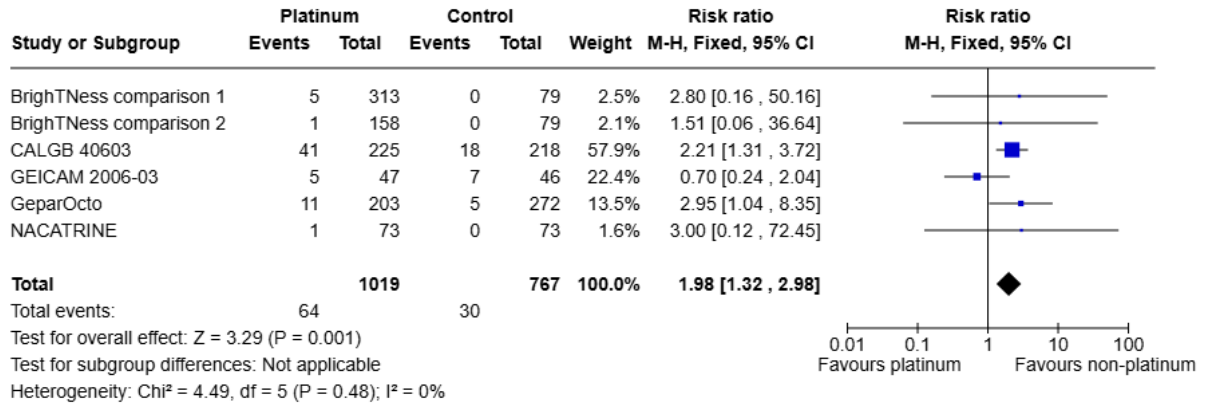 Platinum Control Risk ratio Risk ratio
Study or Subgroup Events Total Events Total Weight M-H, Fixed, 95% CI M-H, Fixed, 95% CI
BrighTNess comparison 1 5 313 0 79 2.5% 2.80 [0.16 , 50.16]
BrighTNess comparison 2 1 158 0 79 2.1% 1.51 [0.06 , 36.64]
CALGB 40603 41 225 18 218 57.9% 2.21 [1.31 , 3.72]
GEICAM 2006-03 5 47 7 46 22.4% 0.70 [0.24 , 2.04]
GeparOcto 11 203 5 272 13.5% 2.95 [1.04 , 8.35]
NACATRINE 1 73 0 73 1.6% 3.00 [0.12 , 72.45]
Total 1019 767 100.0% 1.98 [1.32 , 2.98]
Total events: 64 30
Test for overall effect: Z = 3.29 (P = 0.001)
Test for subgroup differences: Not applicable
Heterogeneity: Chi² = 4.49, df = 5 (P = 0.48); I² = 0%
0.01 0.1 1 10 100
Favours platinum Favours non-platinum